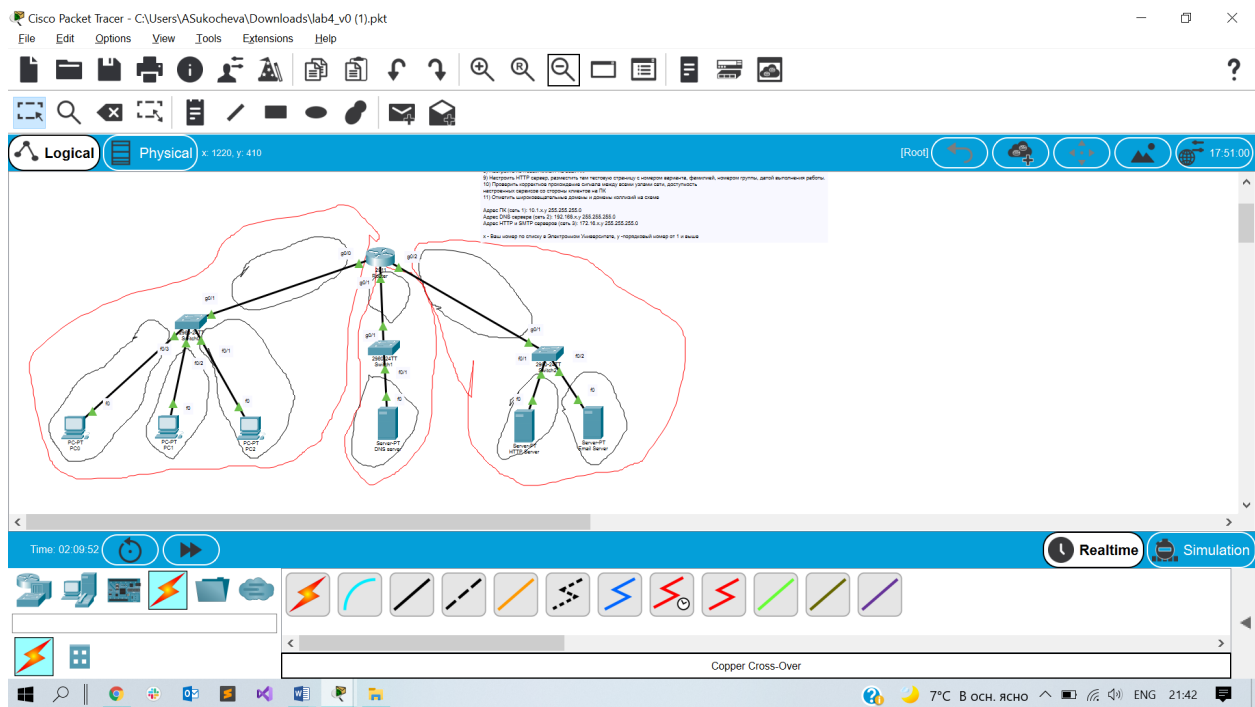 Cisco Packet Tracer - C:\Users\ASukocheva\Downloads\lab4_v0 (1).pkt
File Edit Options View Tools Extensions Help
Logical
Physical
x: 1220, y: 410
[Root]
17:51:00
9) Настроить HTTP сервер, разместить там тестовую страницу с номером варианта, фамилией, номером группы, датой выполнения работы.
10) Проверить корректное прохождение сигнала между всеми узлами сети, доступность
настроенных сервисов со стороны клиентов на ПК
11) Отметить широковещательные домены и домены коллизий на схеме
Адрес ПК (сеть 1): 10.1.x.y 255.255.255.0
Адрес DNS сервера (сеть 2): 192.168.x.y 255.255.255.0
Адрес HTTP и SMTP серверов (сеть 3): 172.16.x.y 255.255.255.0
x - Ваш номер по списку в Электронном Университете, y -порядковый номер от 1 и выше
g0/0
g0/2
2911
Router
g0/1
g0/1
g0/1
g0/1
Switch1
f0/3
f0/1
f0/2
f0/1
f0/1
f0/2
f0
f0
f0
f0
f0
f0
PC-PT
PC0
PC-PT
PC1
PC-PT
PC2
Server-PT
DNS server
Server-PT
HTTP Server
Server-PT
Email Server
Time: 02:09:52
Realtime
Simulation
Copper Cross-Over
7°C В осн. ясно
ENG
21:42